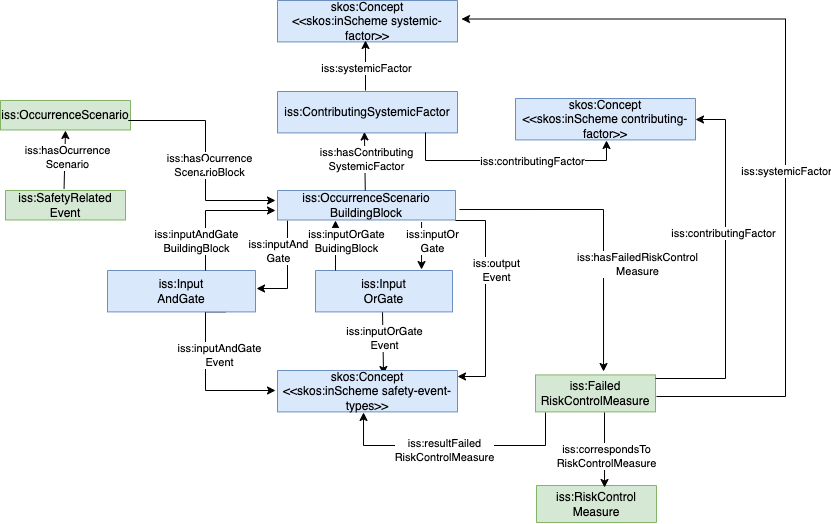 skos:Concept
<<skos:inScheme systemic-
factor>>
iss:systemicFactor
iss:OccurrenceScenario
iss:ContributingSystemicFactor
skos:Concept
<<skos:inScheme contributing-
factor>>
iss:hasOcurrence
Scenario
iss:hasOcurrence
ScenarioBlock
iss:hasContributing
SystemicFactor
iss:contributingFactor
iss:systemicFactor
iss:SafetyRelated
Event
iss:OccurrenceScenario
BuildingBlock
iss:inputAndGate
BuildingBlock
iss:inputAnd
Gate
iss:inputOrGate
BuidingBlock
iss:inputOr
Gate
iss:output
Event
iss:contributingFactor
iss:hasFailedRiskControl
Measure
iss:Input
AndGate
iss:Input
OrGate
iss:inputAndGate
Event
iss:inputOrGate
Event
skos:Concept
<<skos:inScheme safety-event-
types>>
iss:Failed
RiskControlMeasure
iss:resultFailed
RiskControlMeasure
iss:correspondsTo
RiskControlMeasure
iss:RiskControl
Measure